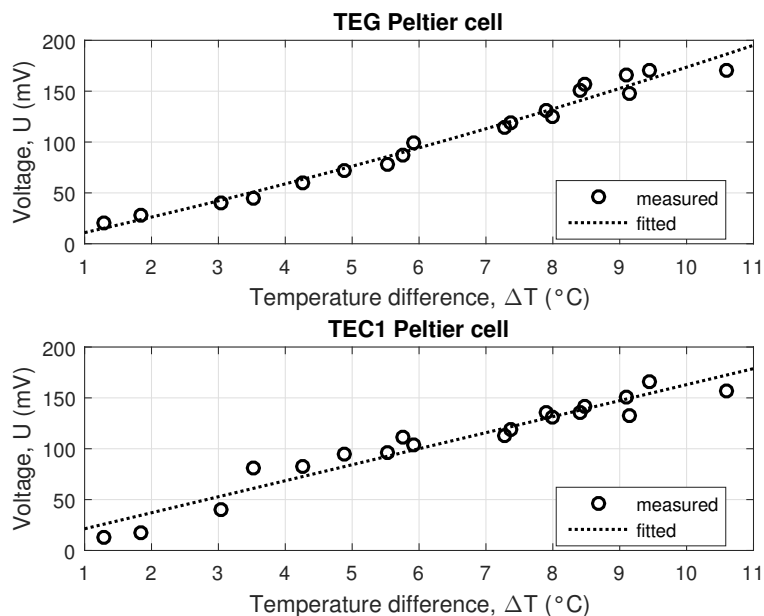 TEG Peltier cell
200
150
100
50
0
Voltage, U (mV)
measured
fitted
1 2 3 4 5 6 7 8 9 10 11
Temperature difference, ΔT (°C)
TEC1 Peltier cell
200
150
100
50
0
Voltage, U (mV)
measured
fitted
1 2 3 4 5 6 7 8 9 10 11
Temperature difference, ΔT (°C)